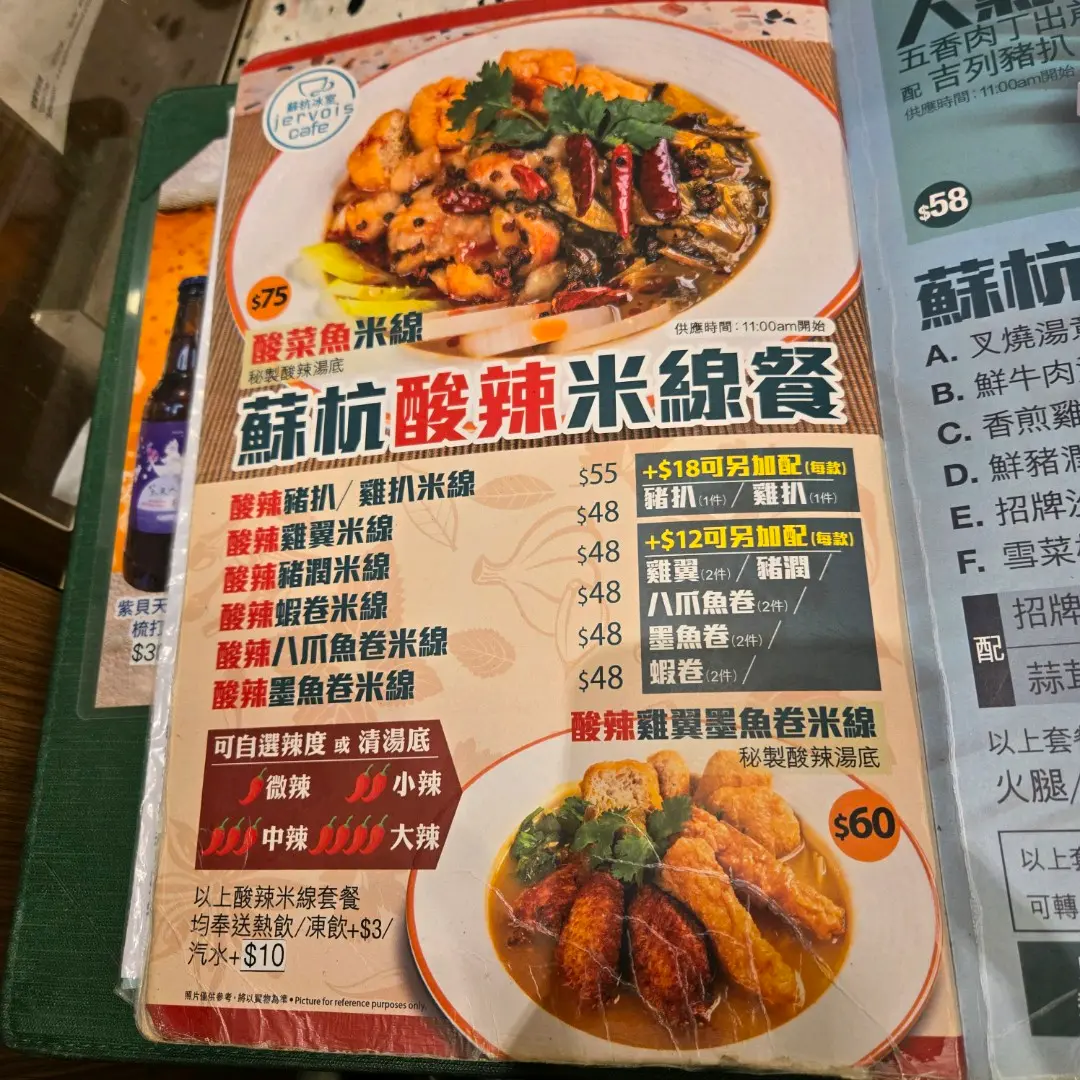 蘇杭冰室
jervois
cafe
$75
酸菜魚米線
秘製酸辣湯底
供應時間：11:00am開始
蘇杭酸辣米線餐
酸辣豬扒/雞扒米線 $55
酸辣雞翼米線 $48
酸辣豬潤米線 $48
酸辣蝦卷米線 $48
酸辣八爪魚卷米線 $48
酸辣墨魚卷米線 $48
+$18可另加配(每款)
豬扒(1件)/雞扒(1件)
+$12可另加配(每款)
雞翼(2件)/豬潤/
八爪魚卷(2件)/
墨魚卷(2件)/
蝦卷(2件)/
可自選辣度 或 清湯底
微辣 小辣
中辣 大辣
酸辣雞翼墨魚卷米線
秘製酸辣湯底
$60
以上酸辣米線套餐
均奉送熱飲/凍飲+$3/
汽水+$10
照片僅供參考，將以實物為準 • Picture for reference purposes only
紫貝天
梳打
$3
五香肉丁出
配 吉列豬扒
供應時間：11:00am開始
$58
蘇杭
A. 叉燒湯
B. 鮮牛肉
C. 香煎雞
D. 鮮豬潤
E. 招牌
F. 雪菜
配
招牌
蒜茸
以上套
火腿/
以上套
可轉